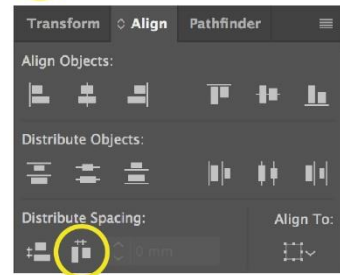 Transform Align Pathfinder
Align Objects:
Distribute Objects:
Distribute Spacing: Align To:
0 mm